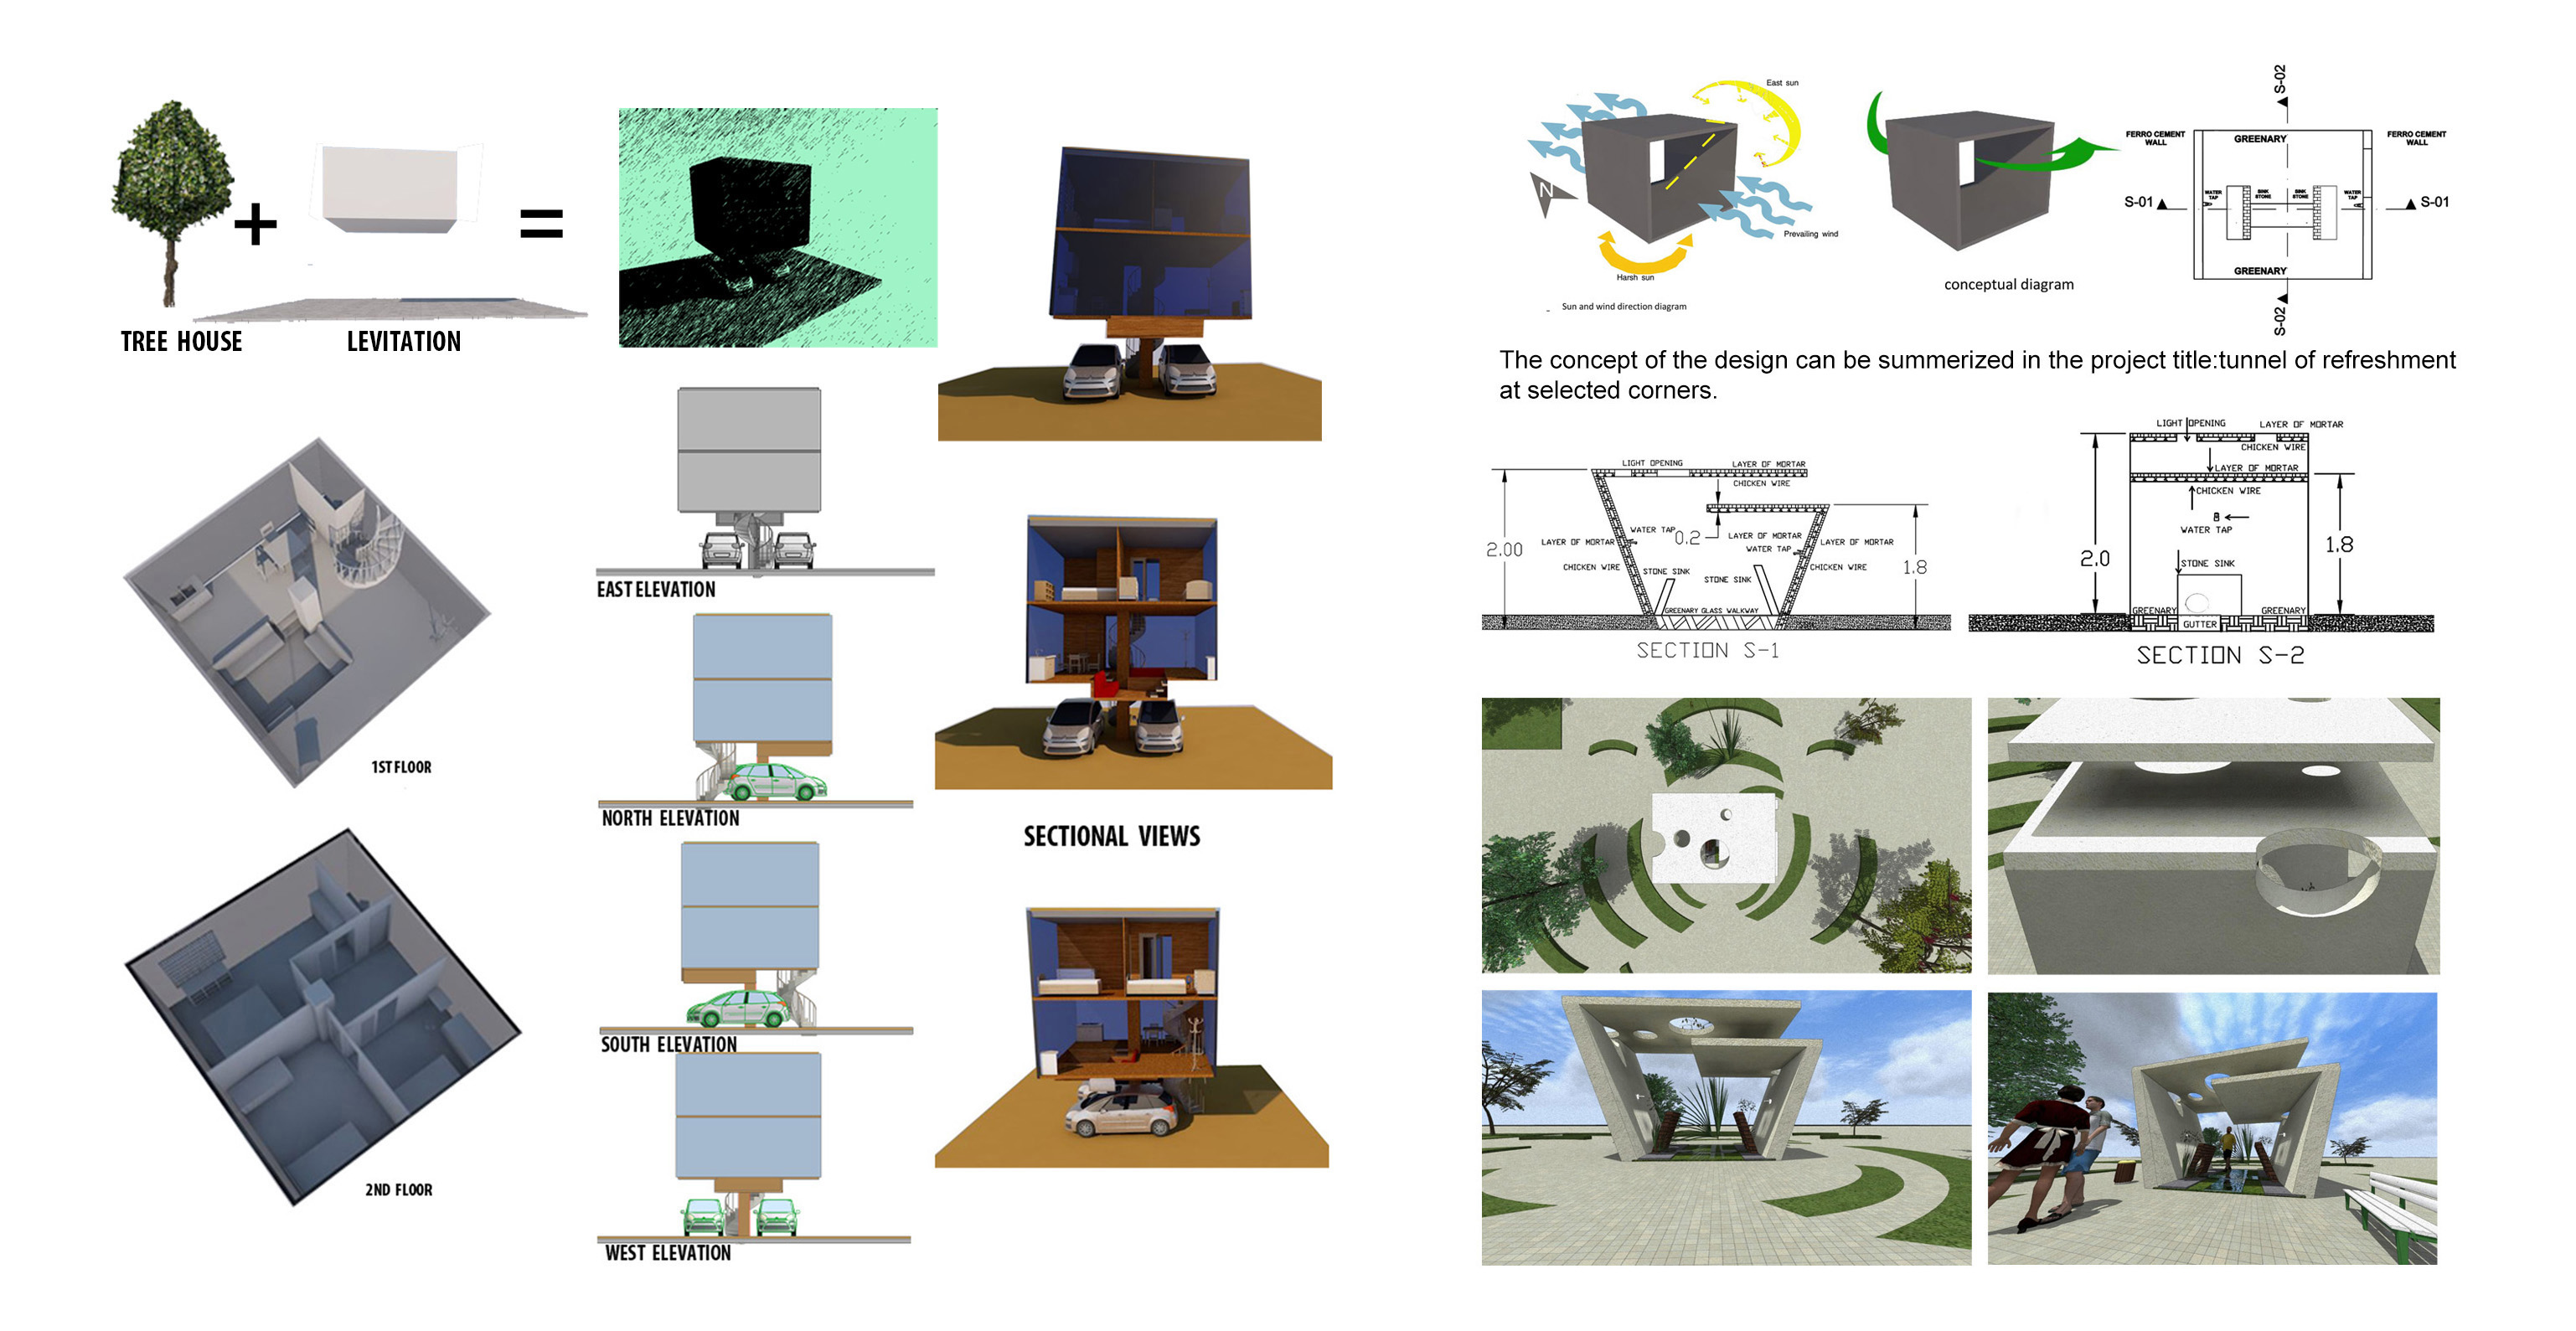 TREE HOUSE
+
LEVITATION
=
1ST FLOOR
2ND FLOOR
EAST ELEVATION
NORTH ELEVATION
SOUTH ELEVATION
WEST ELEVATION
SECTIONAL VIEWS
East sun
N
Prevailing wind
Harsh sun
Sun and wind direction diagram
conceptual diagram
S-02
FERRO CEMENT
WALL
GREENARY
FERRO CEMENT
WALL
WATER
TAP
SINK
STONE
SINK
STONE
WATER
TAP
S-01
S-01
GREENARY
S-02
The concept of the design can be summerized in the project title:tunnel of refreshment
at selected corners.
LIGHT OPENING
LAYER OF MORTAR
CHICKEN WIRE
WATER TAP
0.2
LAYER OF MORTAR
LAYER OF MORTAR
WATER TAP
LAYER OF MORTAR
2.00
CHICKEN WIRE
STONE SINK
STONE SINK
CHICKEN WIRE
1.8
GREENARY GLASS WALKWAY
SECTION S-1
LIGHT OPENING
LAYER OF MORTAR
CHICKEN WIRE
LAYER OF MORTAR
CHICKEN WIRE
WATER TAP
2.0
1.8
STONE SINK
GREENARY
GREENARY
GUTTER
SECTION S-2